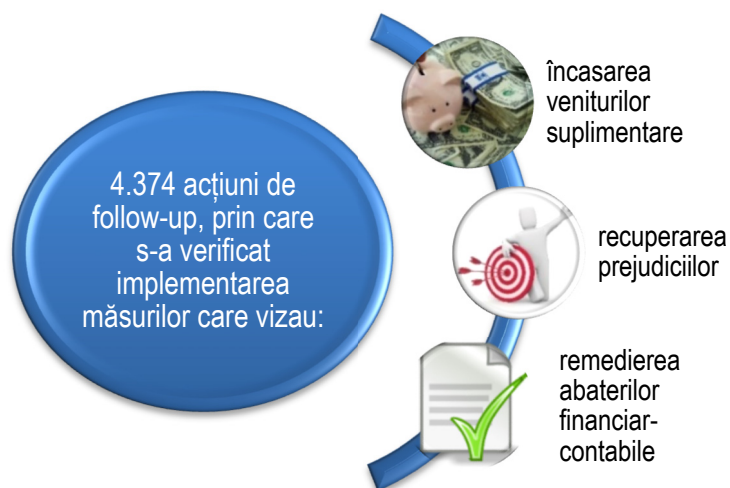 4.374 acțiuni de
follow-up, prin care
s-a verificat
implementarea
măsurilor care vizau:
încasarea
veniturilor
suplimentare
recuperarea
prejudiciilor
remedierea
abaterilor
financiar-
contabile